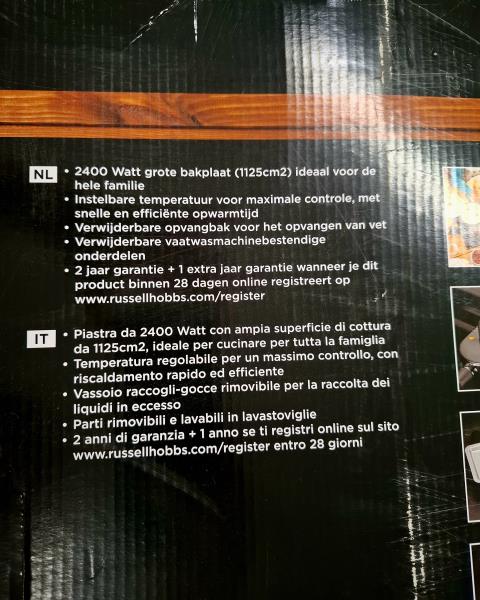 NL
• 2400 Watt grote bakplaat (1125cm2) ideaal voor de
hele familie
• Instelbare temperatuur voor maximale controle, met
snelle en efficiënte opwarmtijd
• Verwijderbare opvangbak voor het opvangen van vet
• Verwijderbare vaatwasmachinebestendige
onderdelen
• 2 jaar garantie + 1 extra jaar garantie wanneer je dit
product binnen 28 dagen online registreert op
www.russellhobbs.com/register
IT
• Piastra da 2400 Watt con ampia superficie di cottura
da 1125cm2, ideale per cucinare per tutta la famiglia
• Temperatura regolabile per un massimo controllo, con
riscaldamento rapido ed efficiente
• Vassoio raccogli-gocce rimovibile per la raccolta dei
liquidi in eccesso
• Parti rimovibili e lavabili in lavastoviglie
• 2 anni di garanzia + 1 anno se ti registri online sul sito
www.russellhobbs.com/register entro 28 giorni